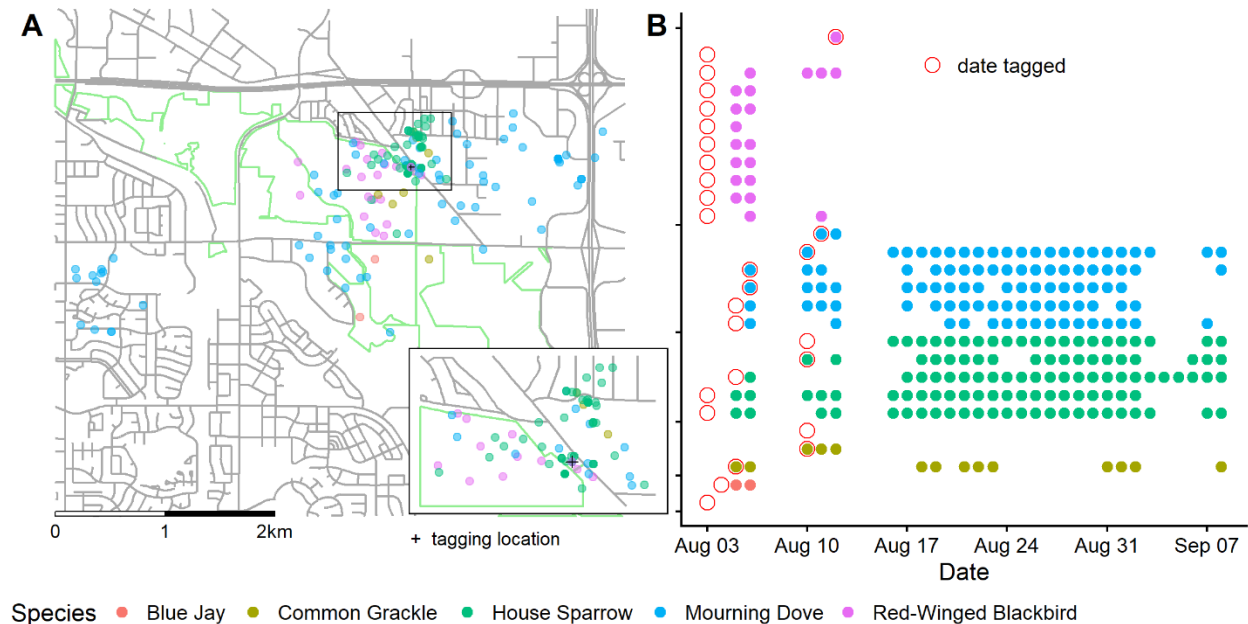 A
B
date tagged
0
1
2km
+ tagging location
Aug 03
Aug 10
Aug 17
Aug 24
Aug 31
Sep 07
Date
Species
Blue Jay
Common Grackle
House Sparrow
Mourning Dove
Red-Winged Blackbird